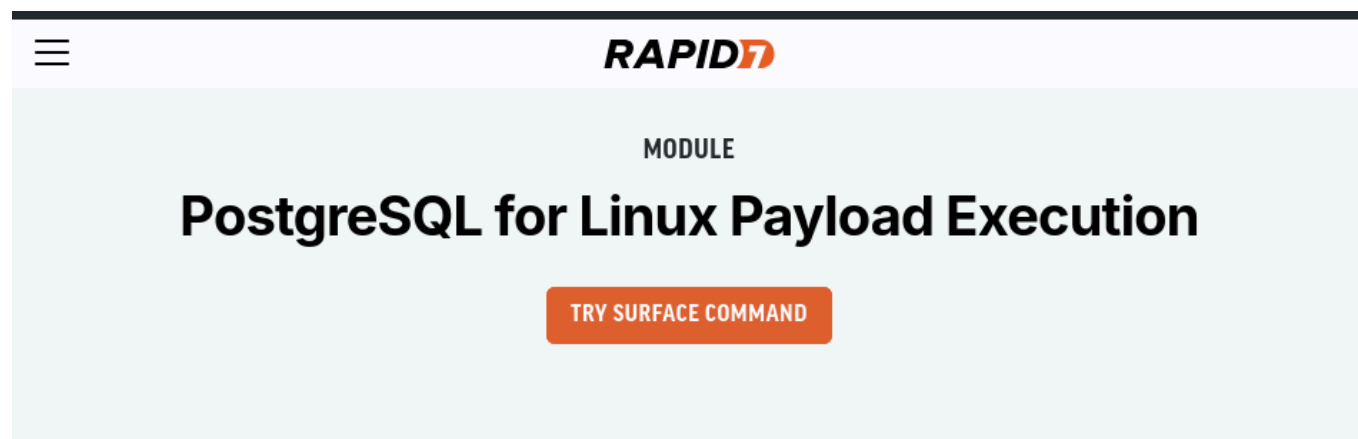 RAPID7
MODULE
PostgreSQL for Linux Payload Execution
TRY SURFACE COMMAND